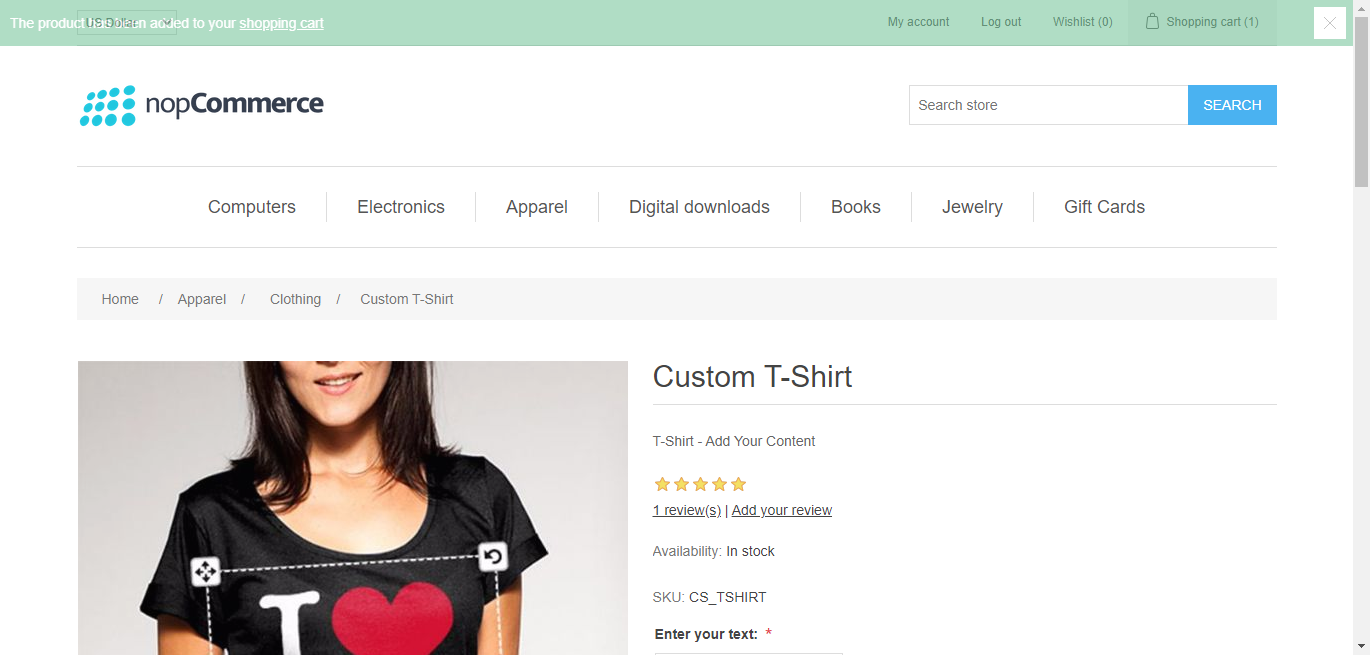 The product has been added to your shopping cart
US Dollar
My account Log out Wishlist (0) Shopping cart (1)
nopCommerce
Search store SEARCH
Computers Electronics Apparel Digital downloads Books Jewelry Gift Cards
Home / Apparel / Clothing / Custom T-Shirt
Custom T-Shirt
T-Shirt - Add Your Content
1 review(s) | Add your review
Availability: In stock
SKU: CS_TSHIRT
Enter your text: *
I